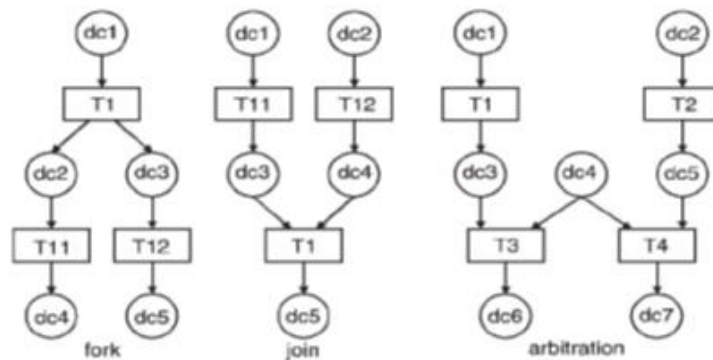 dc1 dc1 dc2 dc1 dc2
T1 T11 T12 T1 T2
dc2 dc3 dc3 dc4 dc3 dc4 dc5
T11 T12 T1 T3 T4
dc4 dc5 dc5 dc6 dc7
fork join arbitration